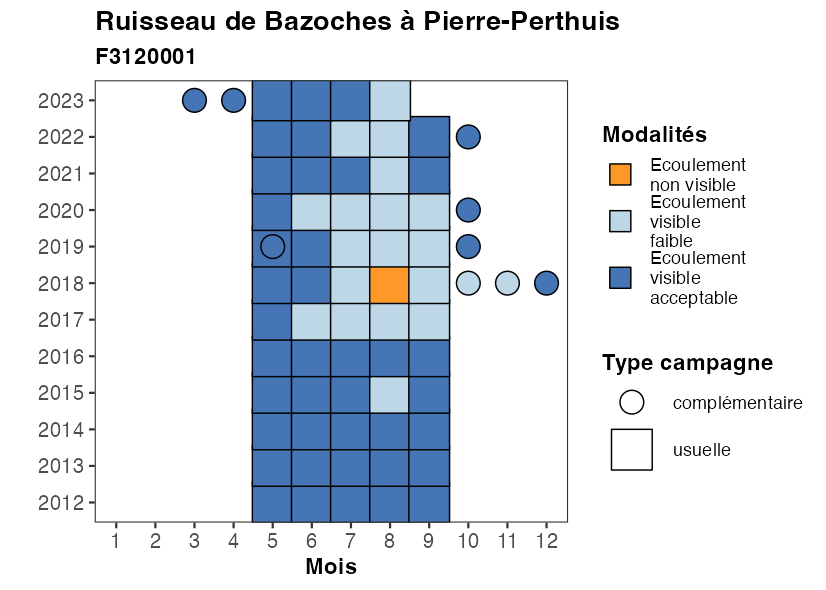 Ruisseau de Bazoches à Pierre-Perthuis
F3120001
2023
2022
2021
2020
2019
2018
2017
2016
2015
2014
2013
2012
1 2 3 4 5 6 7 8 9 10 11 12
Mois
Modalités
Ecoulement
non visible
Ecoulement
visible
faible
Ecoulement
visible
acceptable
Type campagne
complémentaire
usuelle